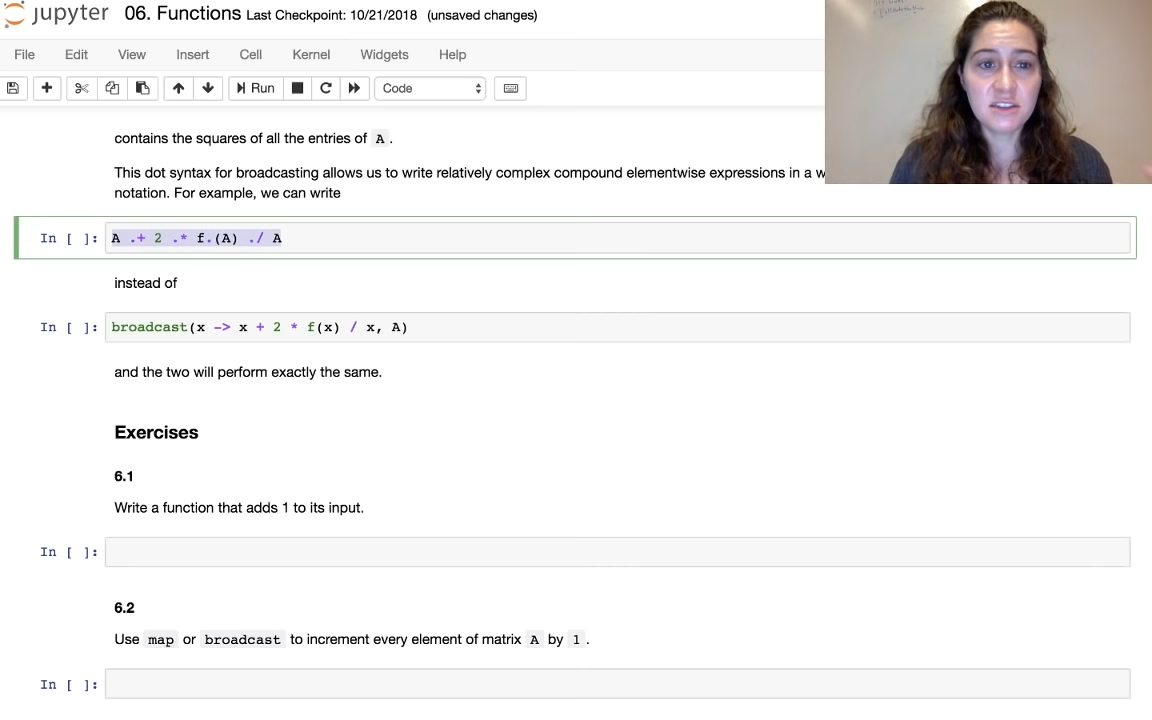 jupyter 06. Functions Last Checkpoint: 10/21/2018 (unsaved changes)
File Edit View Insert Cell Kernel Widgets Help
Run Code
contains the squares of all the entries of A .
This dot syntax for broadcasting allows us to write relatively complex compound elementwise expressions in a w
notation. For example, we can write
In [ ]: A .+ 2 .* f.(A) ./ A
instead of
In [ ]: broadcast(x -> x + 2 * f(x) / x, A)
and the two will perform exactly the same.
Exercises
6.1
Write a function that adds 1 to its input.
In [ ]:
6.2
Use map or broadcast to increment every element of matrix A by 1 .
In [ ]: